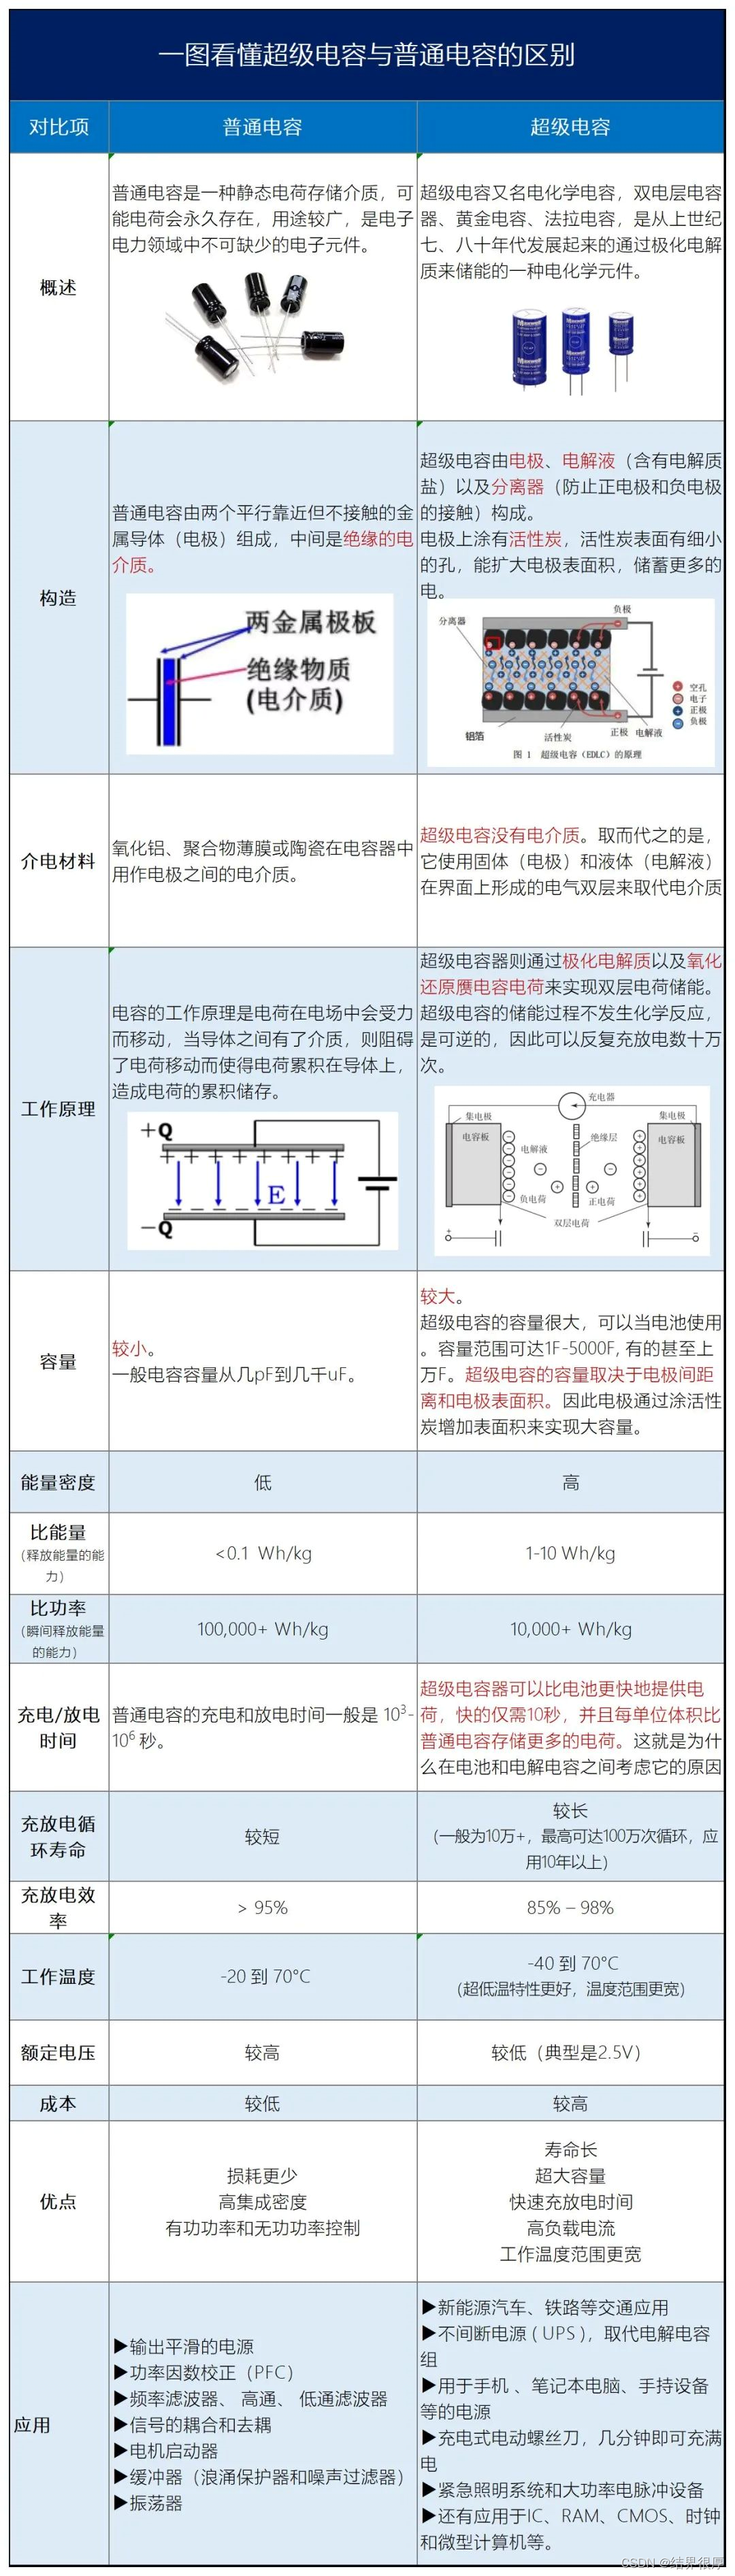 一图看懂超级电容与普通电容的区别
对比项
普通电容
超级电容
概述
普通电容是一种静态电荷存储介质，可
能电荷会永久存在，用途较广，是电子
电力领域中不可缺少的电子元件。
超级电容又名电化学电容，双电层电容
器、黄金电容、法拉电容，是从上世纪
七、八十年代发展起来的通过极化电解
质来储能的一种电化学元件。
构造
普通电容由两个平行靠近但不接触的金
属导体（电极）组成，中间是绝缘的电
介质。
两金属极板
绝缘物质
(电介质)
超级电容由电极、电解液（含有电解质
盐）以及分离器（防止正电极和负电极
的接触）构成。
电极上涂有活性炭，活性炭表面有细小
的孔，能扩大电极表面积，储蓄更多的
电。
分离器
负极
空孔
电子
正极
负极
铝箔
活性炭
正极
电解液
图 1 超级电容（EDLC）的原理
介电材料
氧化铝、聚合物薄膜或陶瓷在电容器中
用作电极之间的电介质。
超级电容没有电介质。取而代之的是，
它使用固体（电极）和液体（电解液）
在界面上形成的电气双层来取代电介质
工作原理
电容的工作原理是电荷在电场中会受力
而移动，当导体之间有了介质，则阻碍
了电荷移动而使得电荷累积在导体上，
造成电荷的累积储存。
+Q
E
−Q
超级电容器则通过极化电解质以及氧化
还原赝电容电荷来实现双层电荷储能。
超级电容的储能过程不发生化学反应，
是可逆的，因此可以反复充放电数十万
次。
充电器
集电极
集电极
电容板
绝缘层
电容板
电解液
负电荷
正电荷
双层电荷
容量
较小。
一般电容容量从几pF到几千uF。
较大。
超级电容的容量很大，可以当电池使用
。容量范围可达1F-5000F, 有的甚至上
万F。超级电容的容量取决于电极间距
离和电极表面积。因此电极通过涂活性
炭增加表面积来实现大容量。
能量密度
低
高
比能量
（释放能量的能
力）
<0.1 Wh/kg
1-10 Wh/kg
比功率
（瞬间释放能量
的能力）
100,000+ Wh/kg
10,000+ Wh/kg
充电/放电
时间
普通电容的充电和放电时间一般是 10³-
10⁶ 秒。
超级电容器可以比电池更快地提供电
荷，快的仅需10秒，并且每单位体积比
普通电容存储更多的电荷。这就是为什
么在电池和电解电容之间考虑它的原因
充放电循
环寿命
较短
较长
（一般为10万+，最高可达100万次循环，应
用10年以上）
充放电效
率
> 95%
85% – 98%
工作温度
-20 到 70°C
-40 到 70°C
（超低温特性更好，温度范围更宽）
额定电压
较高
较低（典型是2.5V）
成本
较低
较高
优点
损耗更少
高集成密度
有功功率和无功功率控制
寿命长
超大容量
快速充放电时间
高负载电流
工作温度范围更宽
应用
▶输出平滑的电源
▶功率因数校正（PFC）
▶频率滤波器、 高通、 低通滤波器
▶信号的耦合和去耦
▶电机启动器
▶缓冲器（浪涌保护器和噪声过滤器）
▶振荡器
▶新能源汽车、铁路等交通应用
▶不间断电源 ( UPS )，取代电解电容
组
▶用于手机 、笔记本电脑、手持设备
等的电源
▶充电式电动螺丝刀，几分钟即可充满
电
▶紧急照明系统和大功率电脉冲设备
▶还有应用于IC、RAM、CMOS、时钟
和微型计算机等。
CSDN @结界很厚